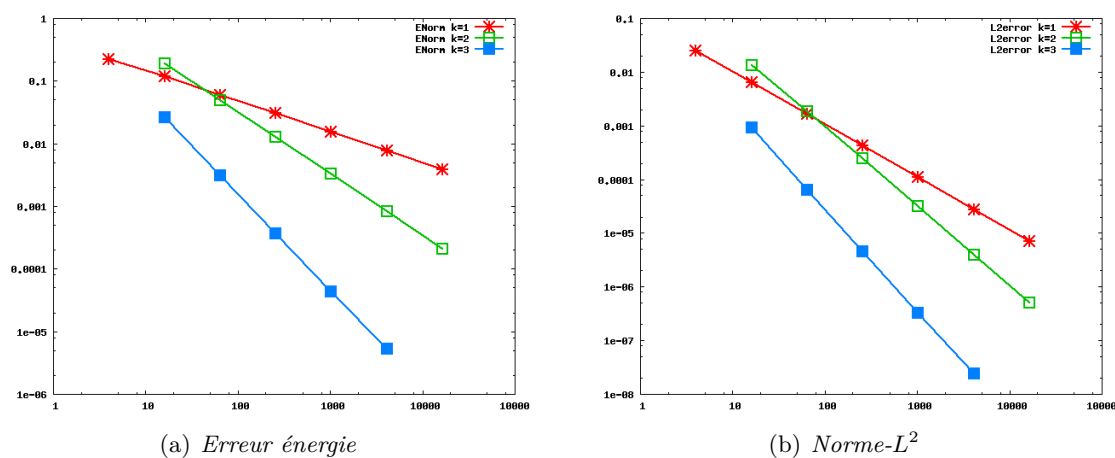 1
0.1
0.01
0.001
0.0001
1e-05
1e-06
1 10 100 1000 10000 10000
ENorm k=1
ENorm k=2
ENorm k=3
(a) Erreur énergie
0.1
0.01
0.001
0.0001
1e-05
1e-06
1e-07
1e-08
1 10 100 1000 10000 10000
L2error k=1
L2error k=2
L2error k=3
(b) Norme-L²